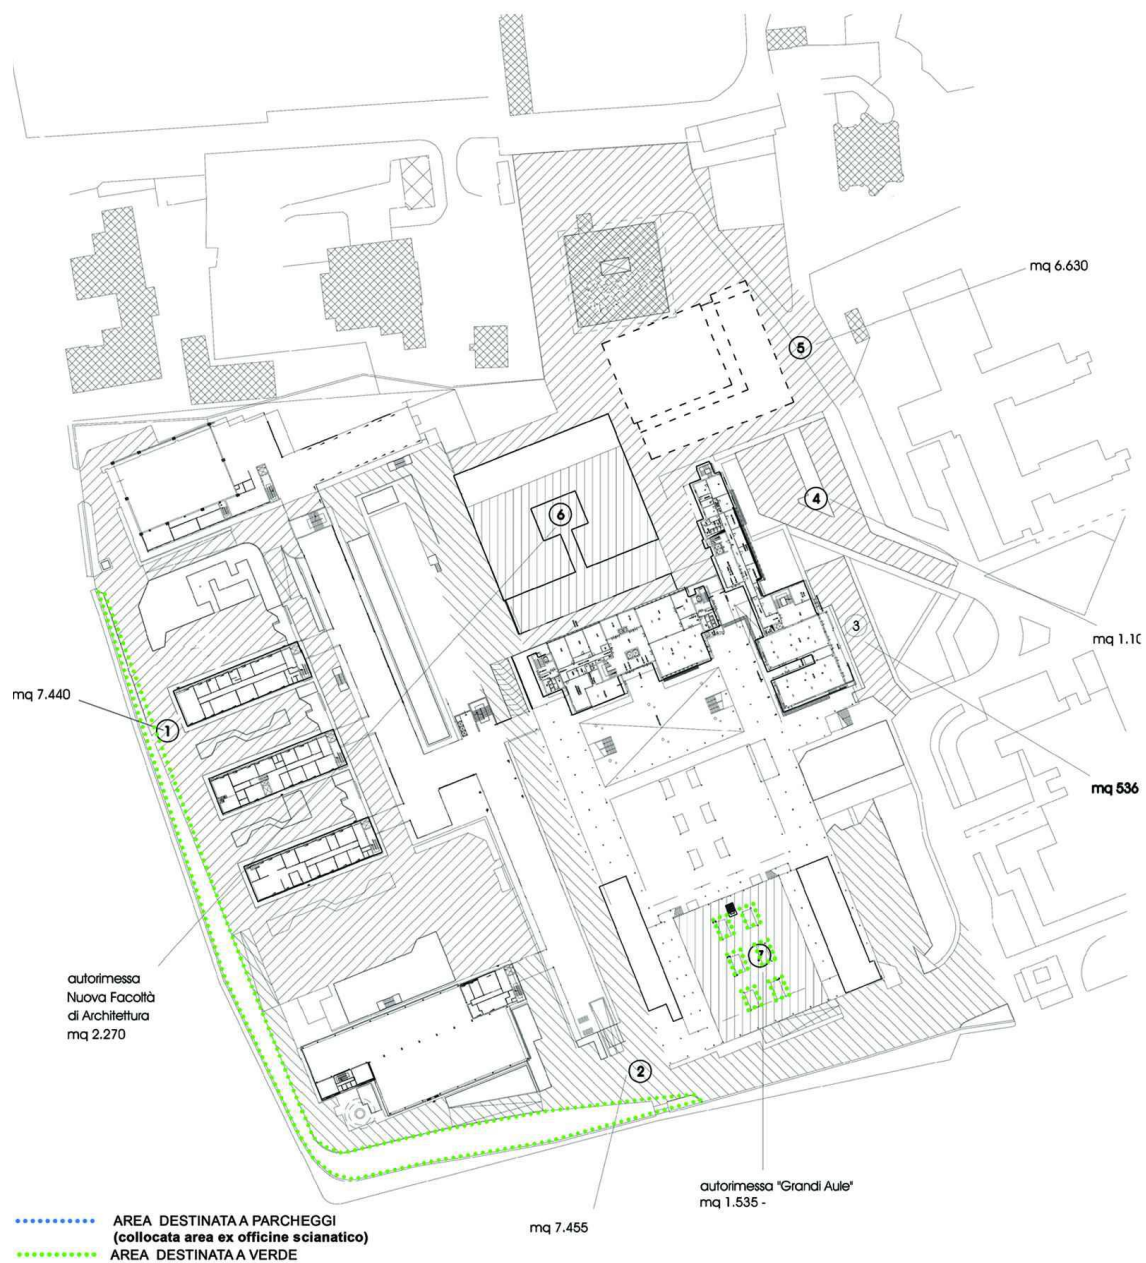 mq 6.630
5
6
4
3
mq 1.10
mq 7.440
1
mq 536
7
autorimessa
Nuova Facoltà
di Architettura
mq 2.270
2
autorimessa "Grandi Aule"
mq 1.535 -
mq 7.455
AREA DESTINATA A PARCHEGGI
(collocata area ex officine scianatico)
AREA DESTINATA A VERDE